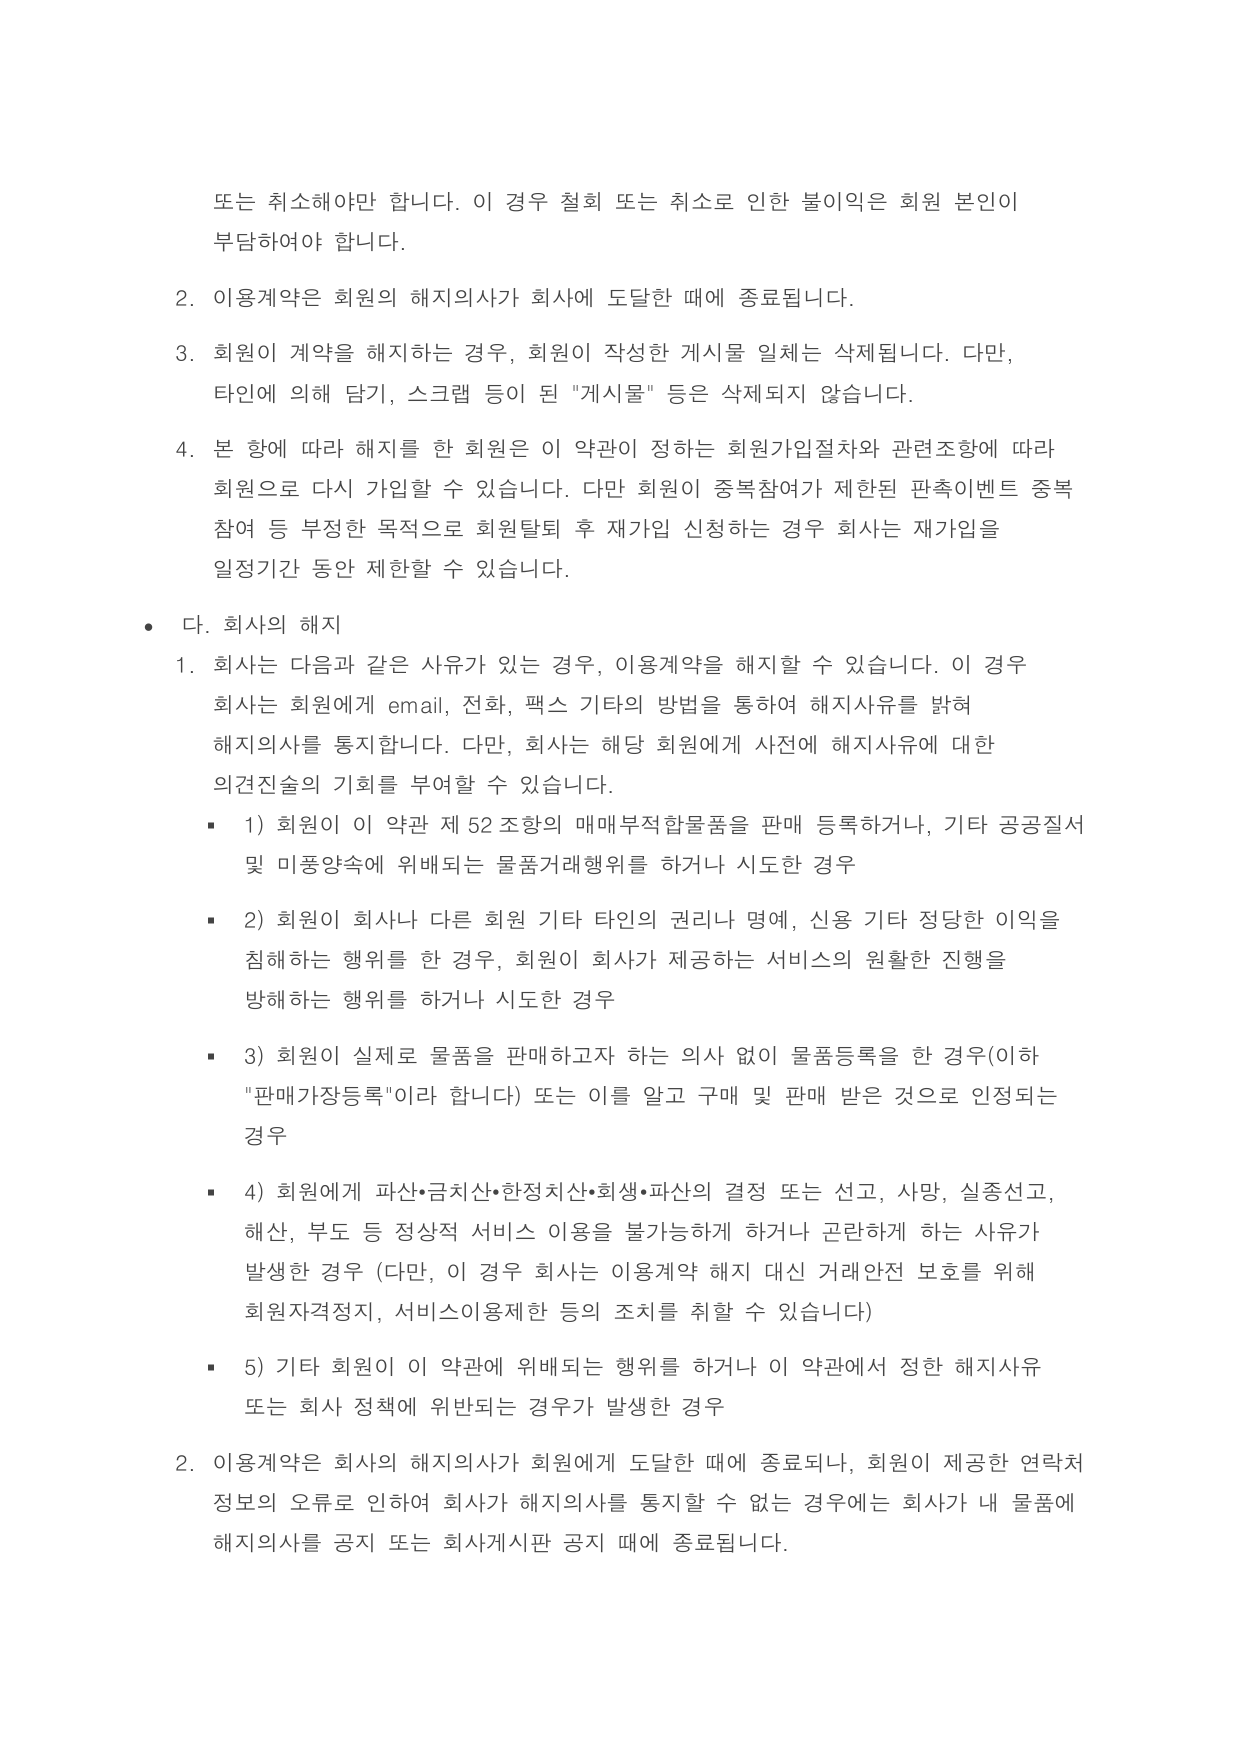 또는 취소해야만 합니다. 이 경우 철회 또는 취소로 인한 불이익은 회원 본인이
부담하여야 합니다.
2. 이용계약은 회원의 해지의사가 회사에 도달한 때에 종료됩니다.
3. 회원이 계약을 해지하는 경우, 회원이 작성한 게시물 일체는 삭제됩니다. 다만,
타인에 의해 담기, 스크랩 등이 된 "게시물" 등은 삭제되지 않습니다.
4. 본 항에 따라 해지를 한 회원은 이 약관이 정하는 회원가입절차와 관련조항에 따라
회원으로 다시 가입할 수 있습니다. 다만 회원이 중복참여가 제한된 판촉이벤트 중복
참여 등 부정한 목적으로 회원탈퇴 후 재가입 신청하는 경우 회사는 재가입을
일정기간 동안 제한할 수 있습니다.
• 다. 회사의 해지
1. 회사는 다음과 같은 사유가 있는 경우, 이용계약을 해지할 수 있습니다. 이 경우
회사는 회원에게 email, 전화, 팩스 기타의 방법을 통하여 해지사유를 밝혀
해지의사를 통지합니다. 다만, 회사는 해당 회원에게 사전에 해지사유에 대한
의견진술의 기회를 부여할 수 있습니다.
▪ 1) 회원이 이 약관 제 52 조항의 매매부적합물품을 판매 등록하거나, 기타 공공질서
및 미풍양속에 위배되는 물품거래행위를 하거나 시도한 경우
▪ 2) 회원이 회사나 다른 회원 기타 타인의 권리나 명예, 신용 기타 정당한 이익을
침해하는 행위를 한 경우, 회원이 회사가 제공하는 서비스의 원활한 진행을
방해하는 행위를 하거나 시도한 경우
▪ 3) 회원이 실제로 물품을 판매하고자 하는 의사 없이 물품등록을 한 경우(이하
"판매가장등록"이라 합니다) 또는 이를 알고 구매 및 판매 받은 것으로 인정되는
경우
▪ 4) 회원에게 파산•금치산•한정치산•회생•파산의 결정 또는 선고, 사망, 실종선고,
해산, 부도 등 정상적 서비스 이용을 불가능하게 하거나 곤란하게 하는 사유가
발생한 경우 (다만, 이 경우 회사는 이용계약 해지 대신 거래안전 보호를 위해
회원자격정지, 서비스이용제한 등의 조치를 취할 수 있습니다)
▪ 5) 기타 회원이 이 약관에 위배되는 행위를 하거나 이 약관에서 정한 해지사유
또는 회사 정책에 위반되는 경우가 발생한 경우
2. 이용계약은 회사의 해지의사가 회원에게 도달한 때에 종료되나, 회원이 제공한 연락처
정보의 오류로 인하여 회사가 해지의사를 통지할 수 없는 경우에는 회사가 내 물품에
해지의사를 공지 또는 회사게시판 공지 때에 종료됩니다.